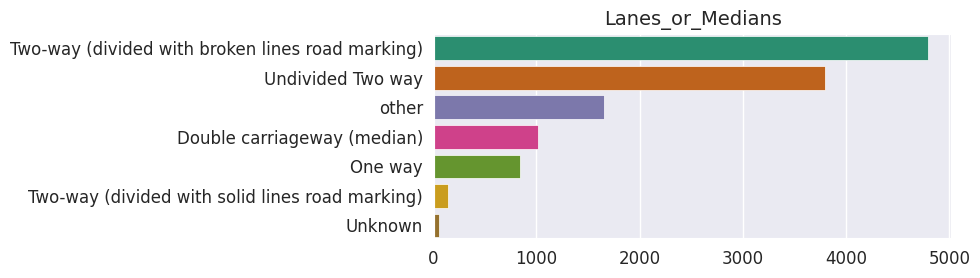 Lanes_or_Medians
Two-way (divided with broken lines road marking)
Undivided Two way
other
Double carriageway (median)
One way
Two-way (divided with solid lines road marking)
Unknown
0 1000 2000 3000 4000 5000